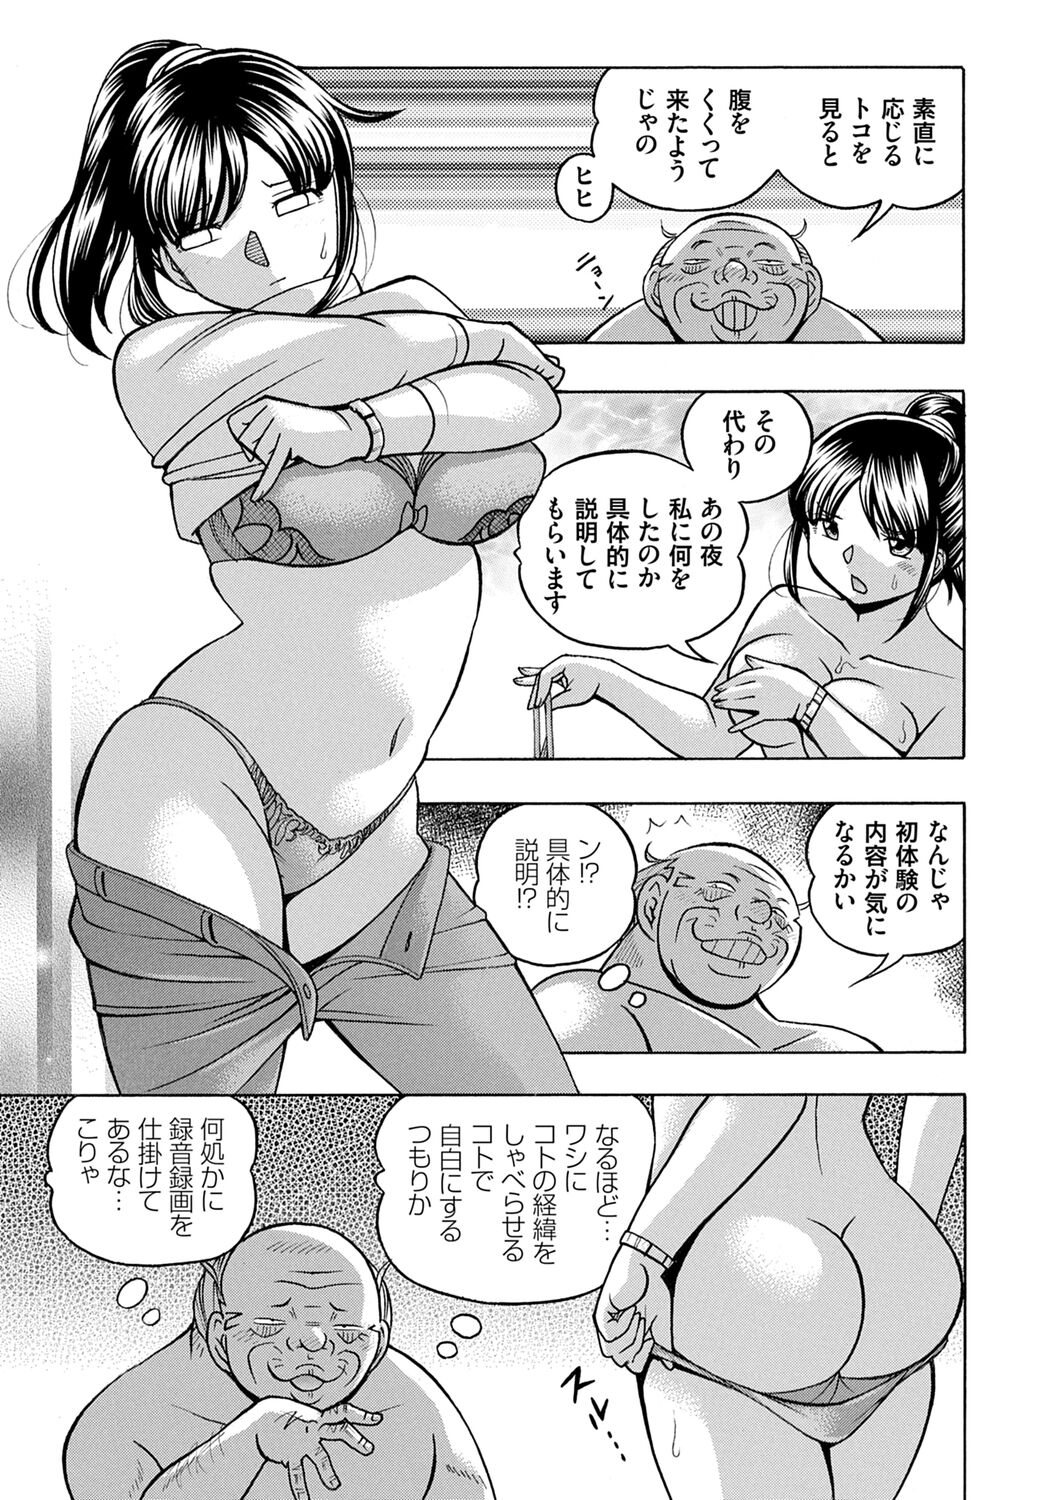 素直に
応じる
トコを
見ると
腹を
くくって
来たよう
じゃの
ヒヒ
ニョーン
その
代わり
あの夜
私に何を
したのか
具体的に
説明して
もらいます
なんじゃ
初体験の
内容が気に
なるかい
ン!?
具体的に
説明!?
なるほど…
ワシに
コトの経緯を
しゃべらせる
コトで
自白にする
つもりか
何処かに
録音録画を
仕掛けて
あるな…
こりゃ
スル…